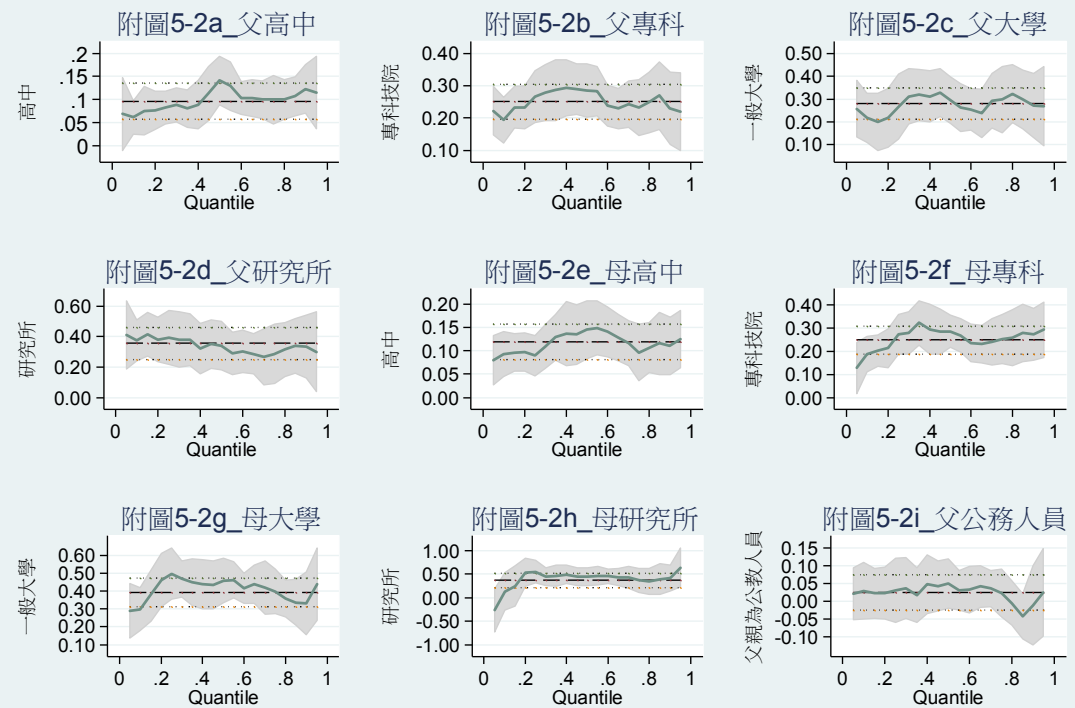 附圖5-2a_父高中
高中
.2
.15
.1
.05
0
0 .2 .4 .6 .8 1
Quantile
附圖5-2b_父專科
專科技院
0.40
0.30
0.20
0.10
0 .2 .4 .6 .8 1
Quantile
附圖5-2c_父大學
一般大學
0.50
0.40
0.30
0.20
0.10
0 .2 .4 .6 .8 1
Quantile
附圖5-2d_父研究所
研究所
0.60
0.40
0.20
0.00
0 .2 .4 .6 .8 1
Quantile
附圖5-2e_母高中
高中
0.20
0.15
0.10
0.05
0.00
0 .2 .4 .6 .8 1
Quantile
附圖5-2f_母專科
專科技院
0.40
0.30
0.20
0.10
0.00
0 .2 .4 .6 .8 1
Quantile
附圖5-2g_母大學
一般大學
0.60
0.50
0.40
0.30
0.20
0.10
0 .2 .4 .6 .8 1
Quantile
附圖5-2h_母研究所
研究所
1.00
0.50
0.00
-0.50
-1.00
0 .2 .4 .6 .8 1
Quantile
附圖5-2i_父公務人員
父親為公教人員
0.15
0.10
0.05
0.00
-0.05
-0.10
0 .2 .4 .6 .8 1
Quantile